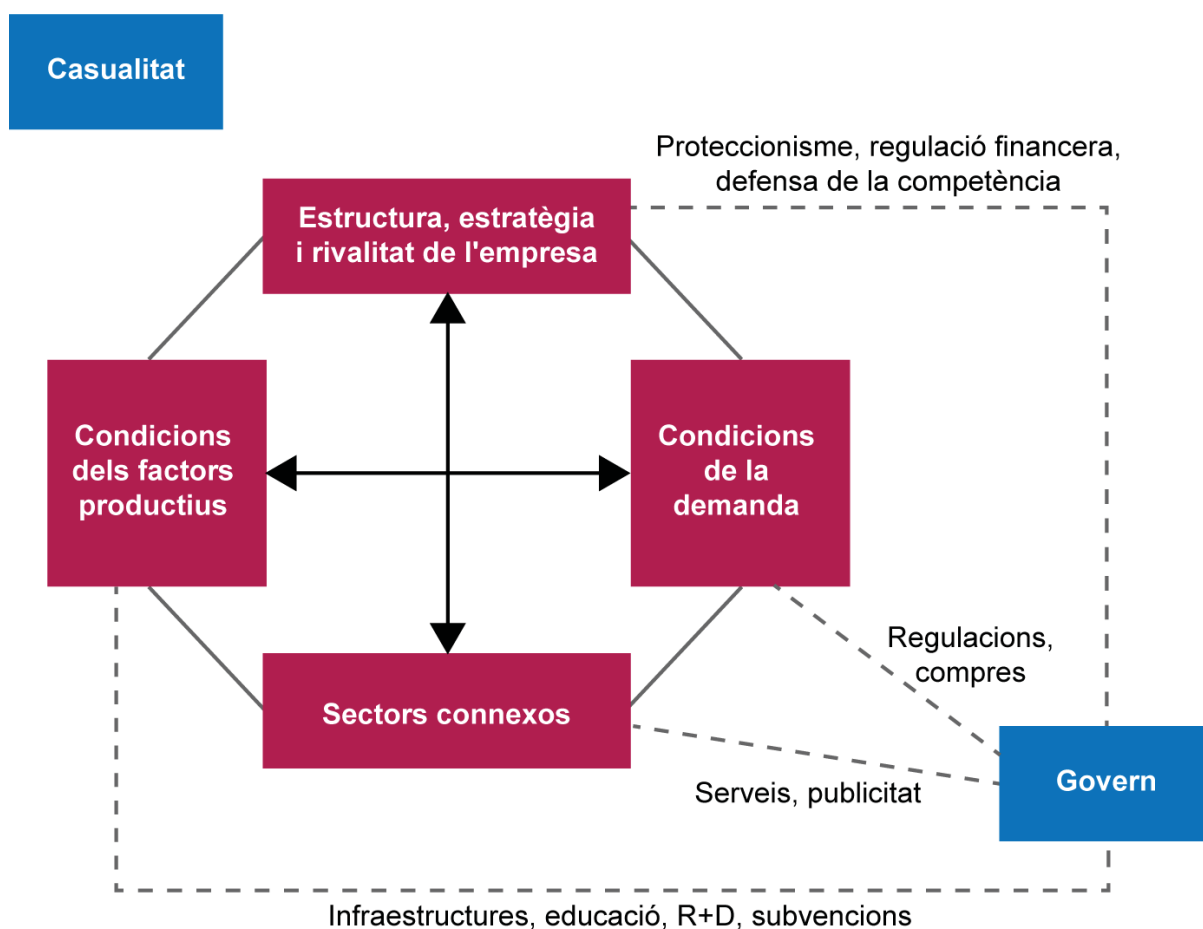 Casualitat
Proteccionisme, regulació financera,
defensa de la competència
Estructura, estratègia
i rivalitat de l'empresa
Condicions
dels factors
productius
Condicions
de la
demanda
Regulacions,
compres
Sectors connexos
Serveis, publicitat
Govern
Infraestructures, educació, R+D, subvencions